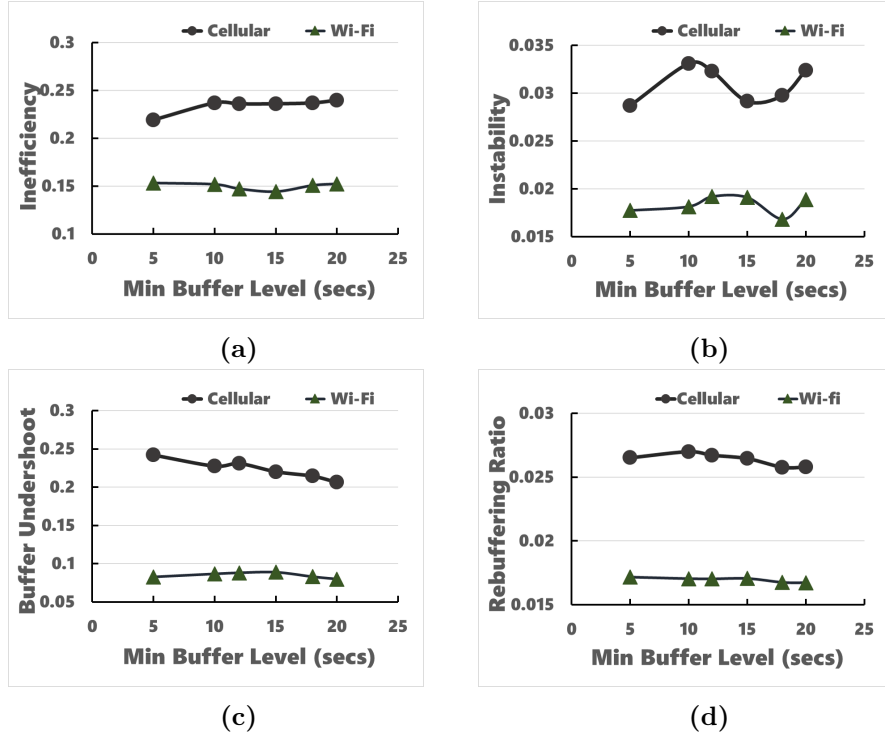 Cellular Wi-Fi
Inefficiency
0.3
0.25
0.2
0.15
0.1
0 5 10 15 20 25
Min Buffer Level (secs)
(a)
Cellular Wi-Fi
Instability
0.035
0.03
0.025
0.02
0.015
0 5 10 15 20 25
Min Buffer Level (secs)
(b)
Cellular Wi-Fi
Buffer Undershoot
0.3
0.25
0.2
0.1
0.05
0 5 10 15 20 25
Min Buffer Level (secs)
(c)
Cellular Wi-fi
Rebuffering Ratio
0.03
0.025
0.02
0.015
0 5 10 15 20 25
Min Buffer Level (secs)
(d)